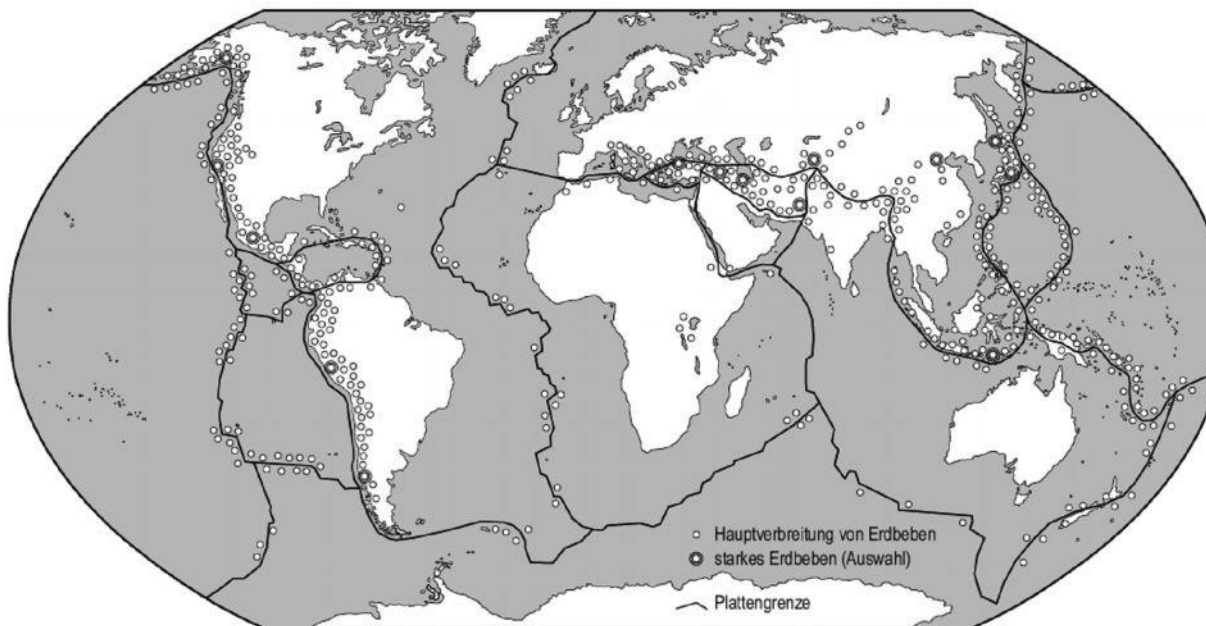 Hauptverbreitung von Erdbeben
starkes Erdbeben (Auswahl)
Plattengrenze